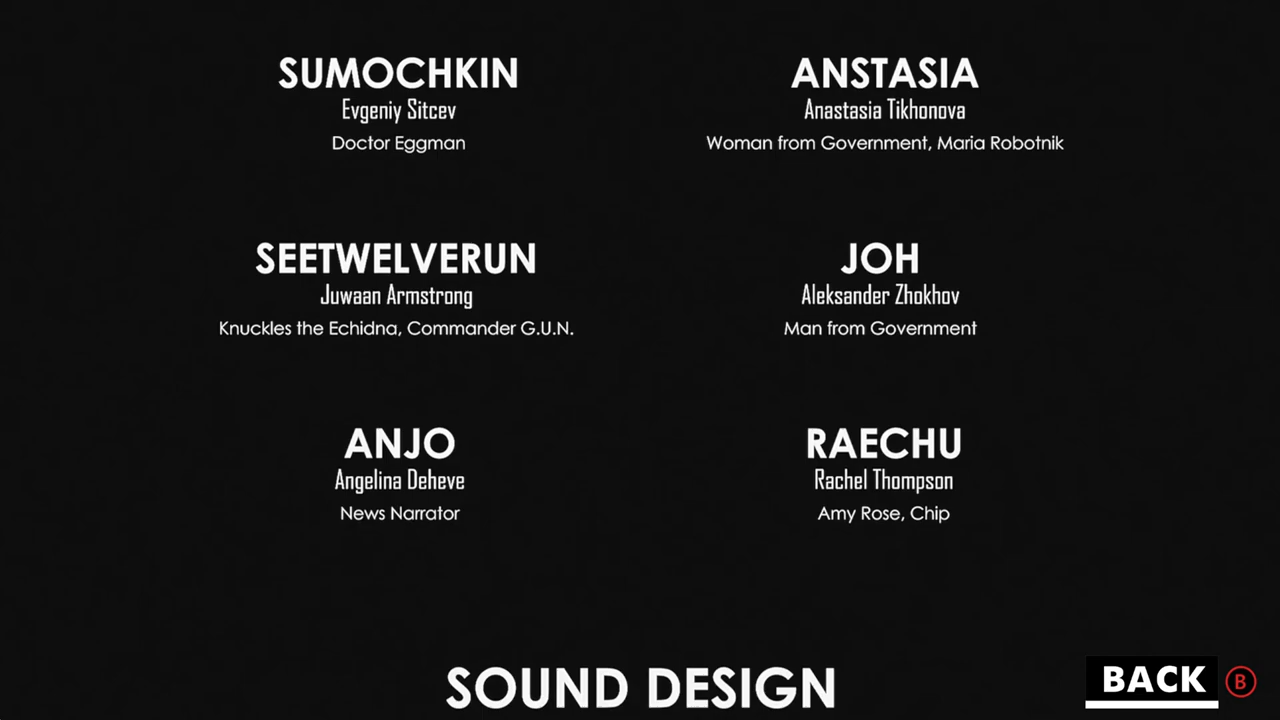 SUMOCHKIN
Evgeniy Sitcev
Doctor Eggman
ANSTASIA
Anastasia Tikhonova
Woman from Government, Maria Robotnik
SEETWELVERUN
Juwaan Armstrong
Knuckles the Echidna, Commander G.U.N.
JOH
Aleksander Zhokhov
Man from Government
ANJO
Angelina Deheve
News Narrator
RAECHU
Rachel Thompson
Amy Rose, Chip
SOUND DESIGN
BACK B